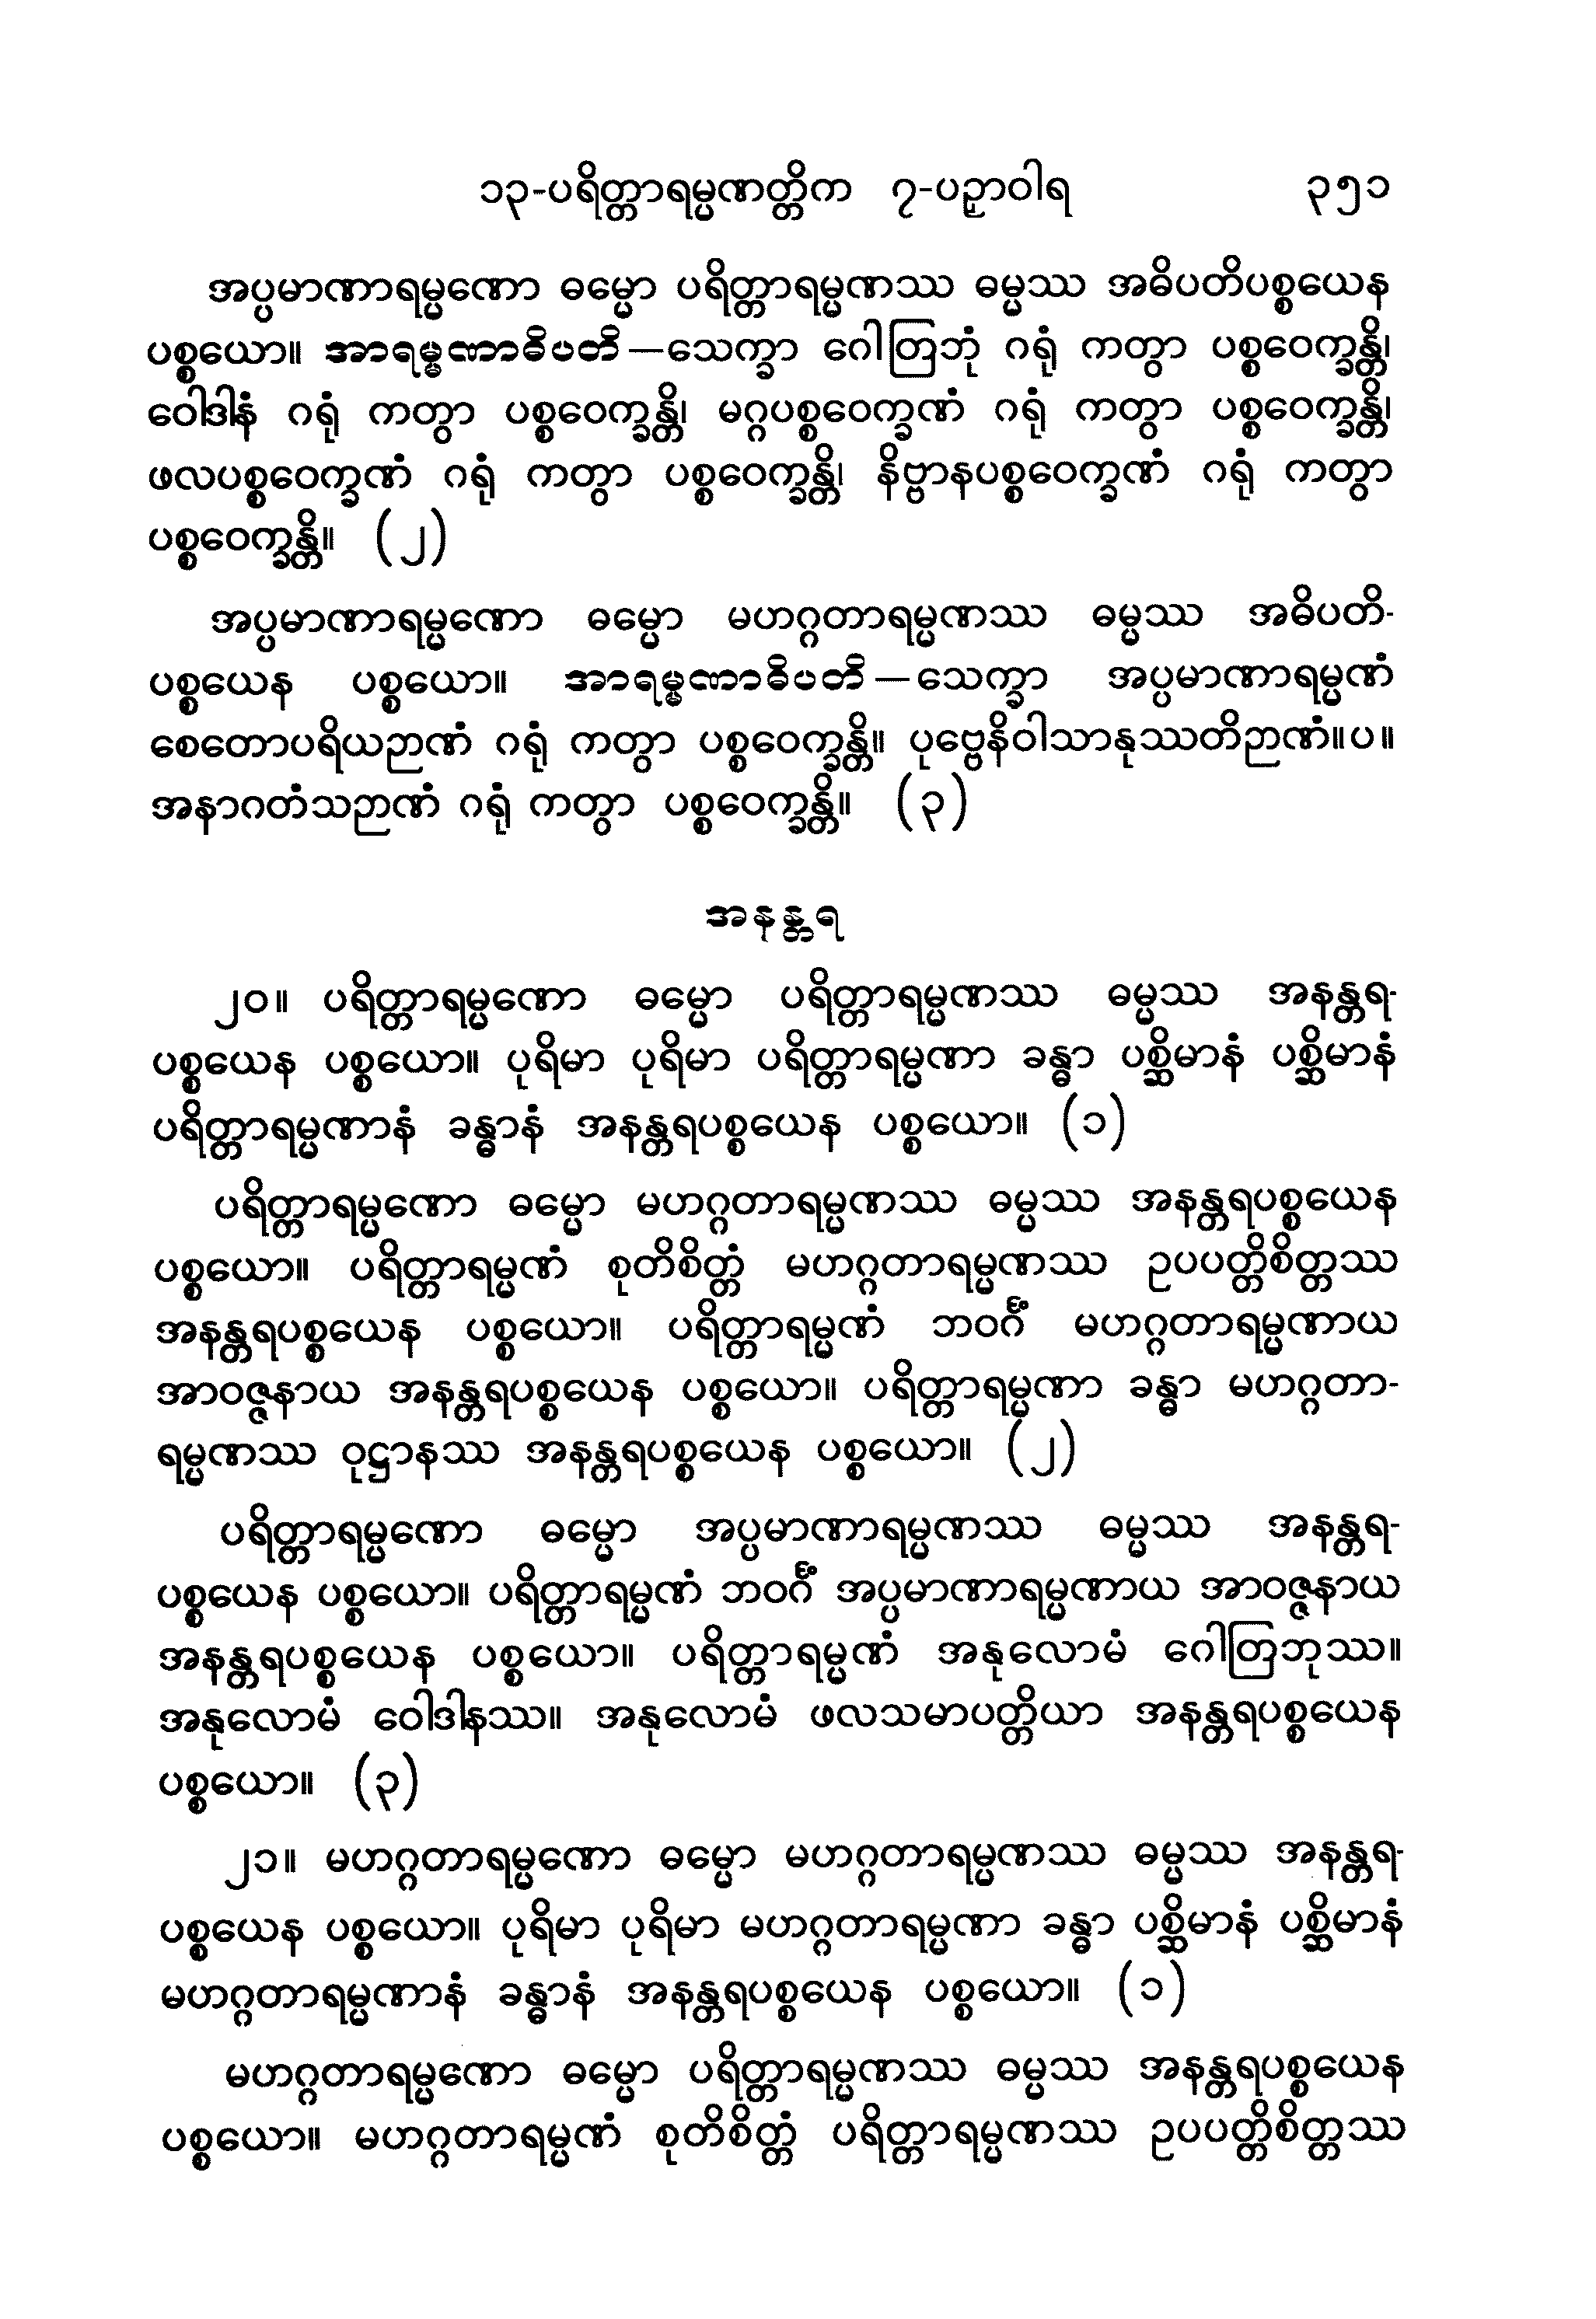 ၁၃-ပရိတ္တာရမ္မဏတ္တိက ၇-ပဉှာဝါရ ၃၅၁
အပ္ပမာဏာရမ္မဏော ဓမ္မော ပရိတ္တာရမ္မဏဿ ဓမ္မဿ အဓိပတိပစ္စယေန
ပစ္စယော။ အာရမ္မဏာဓိပတိ—သေက္ခာ ဂေါတြဘုံ ဂရုံ ကတွာ ပစ္စဝေက္ခန္တိ၊
ဝေါဒါနံ ဂရုံ ကတွာ ပစ္စဝေက္ခန္တိ၊ မဂ္ဂပစ္စဝေက္ခဏံ ဂရုံ ကတွာ ပစ္စဝေက္ခန္တိ၊
ဖလပစ္စဝေက္ခဏံ ဂရုံ ကတွာ ပစ္စဝေက္ခန္တိ၊ နိဗ္ဗာနပစ္စဝေက္ခဏံ ဂရုံ ကတွာ
ပစ္စဝေက္ခန္တိ။ (၂)
အပ္ပမာဏာရမ္မဏော ဓမ္မော မဟဂ္ဂတာရမ္မဏဿ ဓမ္မဿ အဓိပတိ-
ပစ္စယေန ပစ္စယော။ အာရမ္မဏာဓိပတိ—သေက္ခာ အပ္ပမာဏာရမ္မဏံ
စေတောပရိယဉာဏံ ဂရုံ ကတွာ ပစ္စဝေက္ခန္တိ။ ပုဗ္ဗေနိဝါသာနုဿတိဉာဏံ။ပ။
အနာဂတံသဉာဏံ ဂရုံ ကတွာ ပစ္စဝေက္ခန္တိ။ (၃)
အနန္တရ
၂၀။ ပရိတ္တာရမ္မဏော ဓမ္မော ပရိတ္တာရမ္မဏဿ ဓမ္မဿ အနန္တရ-
ပစ္စယေန ပစ္စယော။ ပုရိမာ ပုရိမာ ပရိတ္တာရမ္မဏာ ခန္ဓာ ပစ္ဆိမာနံ ပစ္ဆိမာနံ
ပရိတ္တာရမ္မဏာနံ ခန္ဓာနံ အနန္တရပစ္စယေန ပစ္စယော။ (၁)
ပရိတ္တာရမ္မဏော ဓမ္မော မဟဂ္ဂတာရမ္မဏဿ ဓမ္မဿ အနန္တရပစ္စယေန
ပစ္စယော။ ပရိတ္တာရမ္မဏံ စုတိစိတ္တံ မဟဂ္ဂတာရမ္မဏဿ ဥပပတ္တိစိတ္တဿ
အနန္တရပစ္စယေန ပစ္စယော။ ပရိတ္တာရမ္မဏံ ဘဝင်္ဂံ မဟဂ္ဂတာရမ္မဏာယ
အာဝဇ္ဇနာယ အနန္တရပစ္စယေန ပစ္စယော။ ပရိတ္တာရမ္မဏာ ခန္ဓာ မဟဂ္ဂတာ-
ရမ္မဏဿ ဝုဋ္ဌာနဿ အနန္တရပစ္စယေန ပစ္စယော။ (၂)
ပရိတ္တာရမ္မဏော ဓမ္မော အပ္ပမာဏာရမ္မဏဿ ဓမ္မဿ အနန္တရ-
ပစ္စယေန ပစ္စယော။ ပရိတ္တာရမ္မဏံ ဘဝင်္ဂံ အပ္ပမာဏာရမ္မဏာယ အာဝဇ္ဇနာယ
အနန္တရပစ္စယေန ပစ္စယော။ ပရိတ္တာရမ္မဏံ အနုလောမံ ဂေါတြဘုဿ။
အနုလောမံ ဝေါဒါနဿ။ အနုလောမံ ဖလသမာပတ္တိယာ အနန္တရပစ္စယေန
ပစ္စယော။ (၃)
၂၁။ မဟဂ္ဂတာရမ္မဏော ဓမ္မော မဟဂ္ဂတာရမ္မဏဿ ဓမ္မဿ အနန္တရ-
ပစ္စယေန ပစ္စယော။ ပုရိမာ ပုရိမာ မဟဂ္ဂတာရမ္မဏာ ခန္ဓာ ပစ္ဆိမာနံ ပစ္ဆိမာနံ
မဟဂ္ဂတာရမ္မဏာနံ ခန္ဓာနံ အနန္တရပစ္စယေန ပစ္စယော။ (၁)
မဟဂ္ဂတာရမ္မဏော ဓမ္မော ပရိတ္တာရမ္မဏဿ ဓမ္မဿ အနန္တရပစ္စယေန
ပစ္စယော။ မဟဂ္ဂတာရမ္မဏံ စုတိစိတ္တံ ပရိတ္တာရမ္မဏဿ ဥပပတ္တိစိတ္တဿ